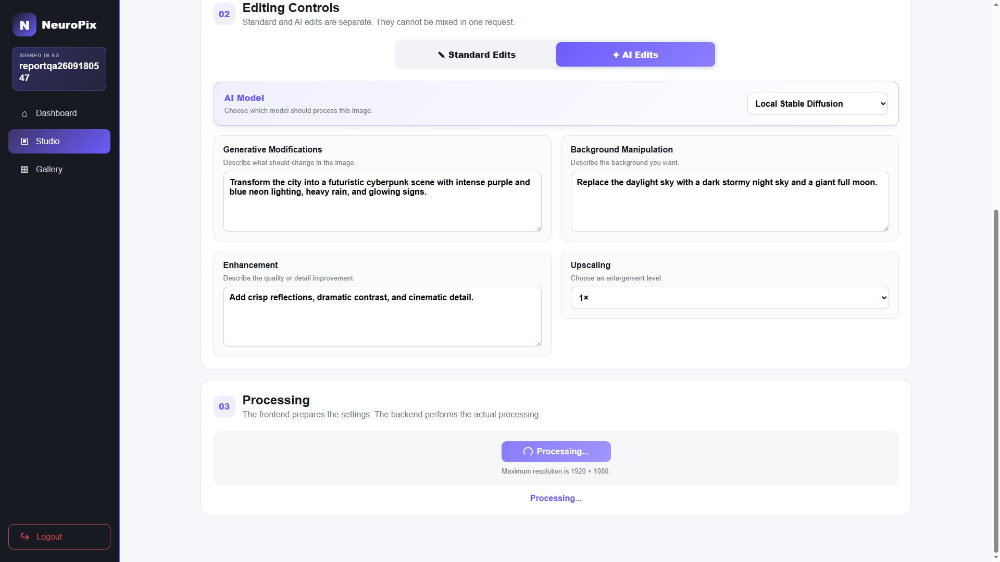 N NeuroPix
SIGNED IN AS
reportqa26091805
47
Dashboard
Studio
Gallery
Logout
02
Editing Controls
Standard and AI edits are separate. They cannot be mixed in one request.
Standard Edits
AI Edits
AI Model
Choose which model should process this image.
Local Stable Diffusion
Generative Modifications
Describe what should change in the image.
Transform the city into a futuristic cyberpunk scene with intense purple and
blue neon lighting, heavy rain, and glowing signs.
Background Manipulation
Describe the background you want.
Replace the daylight sky with a dark stormy night sky and a giant full moon.
Enhancement
Describe the quality or detail improvement.
Add crisp reflections, dramatic contrast, and cinematic detail.
Upscaling
Choose an enlargement level.
1×
03
Processing
The frontend prepares the settings. The backend performs the actual processing.
Processing...
Maximum resolution is 1920 × 1080.
Processing...